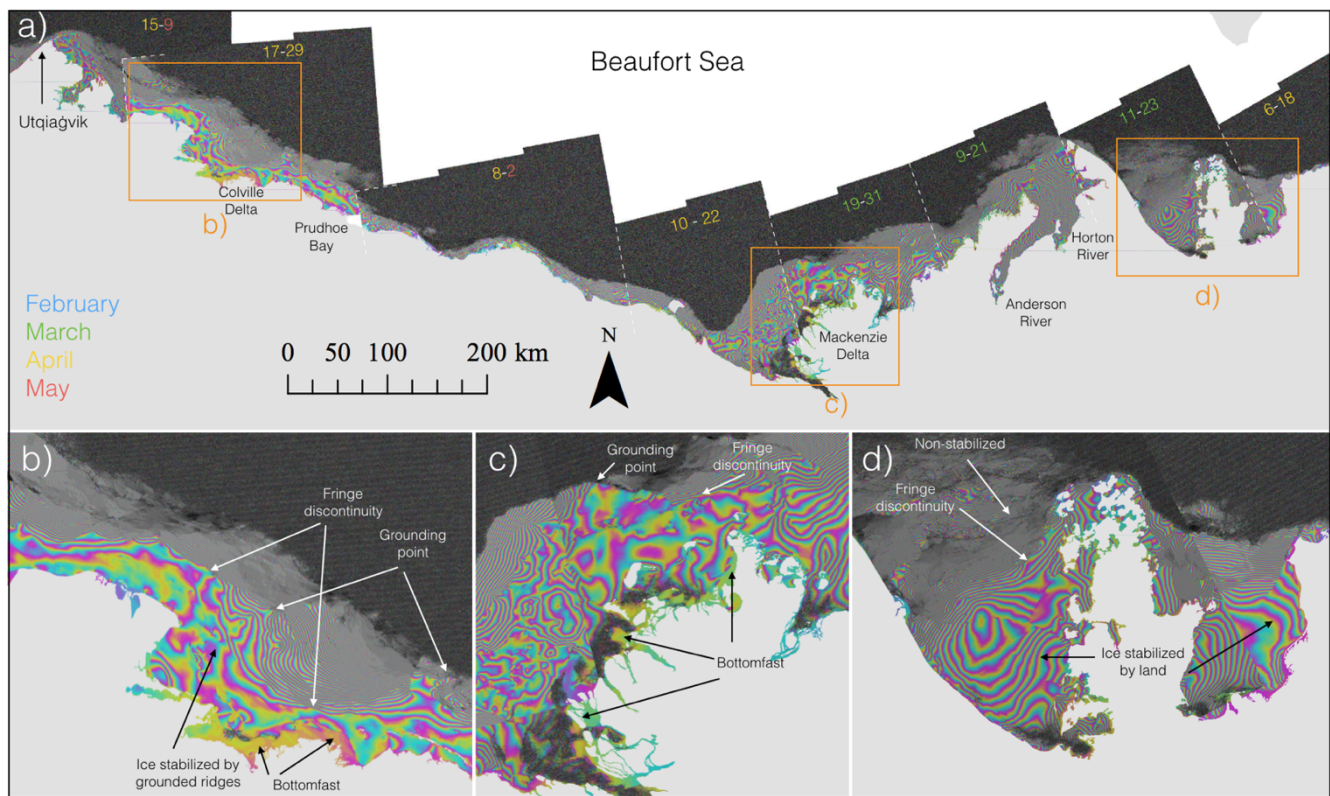 a)
15-9
17-29
Beaufort Sea
Utqiaġvik
Colville
Delta
b)
Prudhoe
Bay
8-2
10 - 22
19-31
9-21
11-23
6-18
Mackenzie
Delta
c)
Anderson
River
Horton
River
d)
February
March
April
May
0 50 100 200 km
N
b)
Fringe
discontinuity
Grounding
point
Ice stabilized by
grounded ridges
Bottomfast
c)
Grounding
point
Fringe
discontinuity
Bottomfast
d)
Non-stabilized
Fringe
discontinuity
Ice stabilized
by land